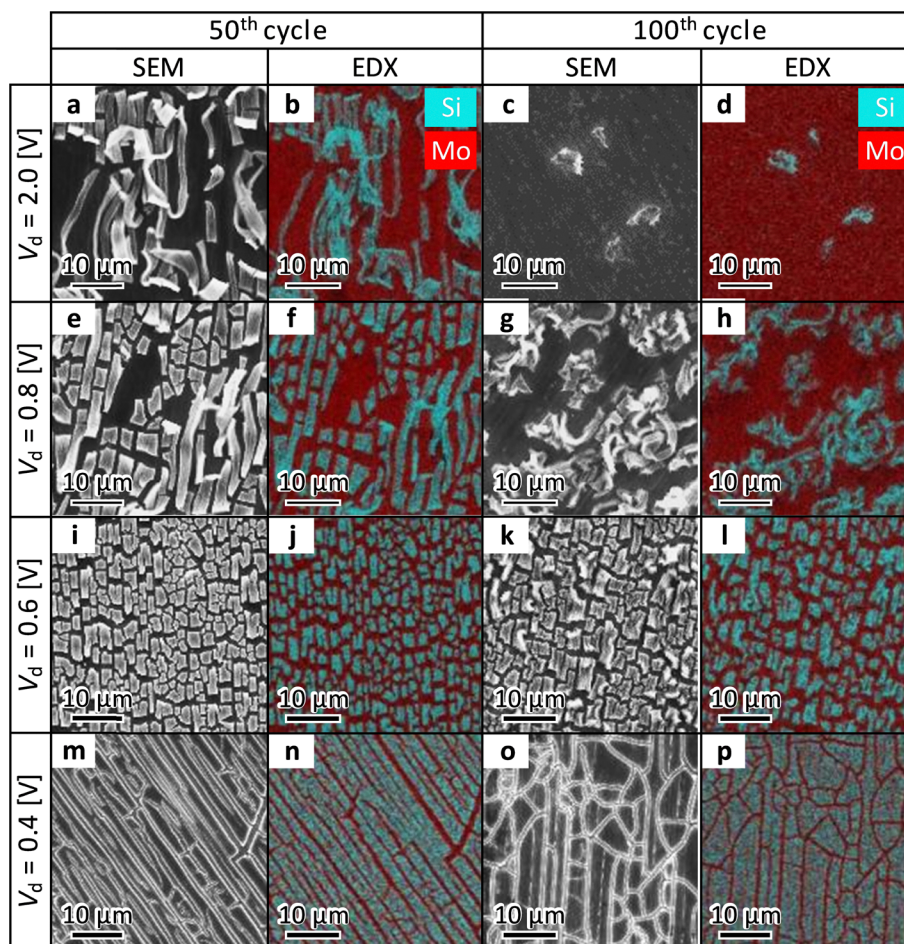 50th cycle 100th cycle
SEM EDX SEM EDX
Vd = 2.0 [V]
a b Si c d Si
Mo Mo
10 μm 10 μm 10 μm 10 μm
Vd = 0.8 [V]
e f g h
10 μm 10 μm 10 μm 10 μm
Vd = 0.6 [V]
i j k l
10 μm 10 μm 10 μm 10 μm
Vd = 0.4 [V]
m n o p
10 μm 10 μm 10 μm 10 μm